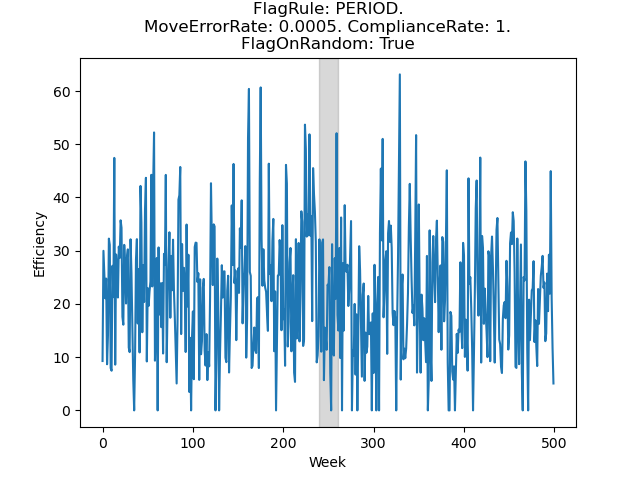 FlagRule: PERIOD.
MoveErrorRate: 0.0005. ComplianceRate: 1.
FlagOnRandom: True
60
50
40
30
20
10
0
Efficiency
0 100 200 300 400 500
Week